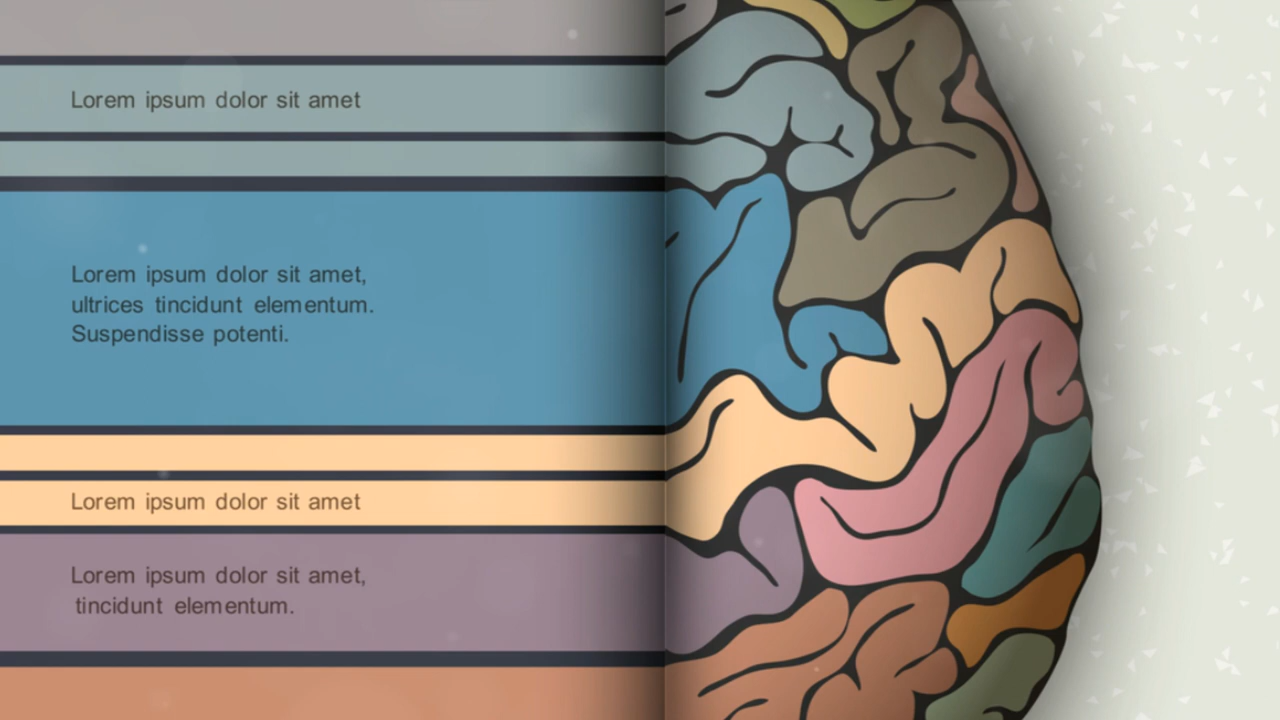 Lorem ipsum dolor sit amet
Lorem ipsum dolor sit amet,
ultrices tincidunt elementum.
Suspendisse potenti.
Lorem ipsum dolor sit amet
Lorem ipsum dolor sit amet,
tincidunt elementum.